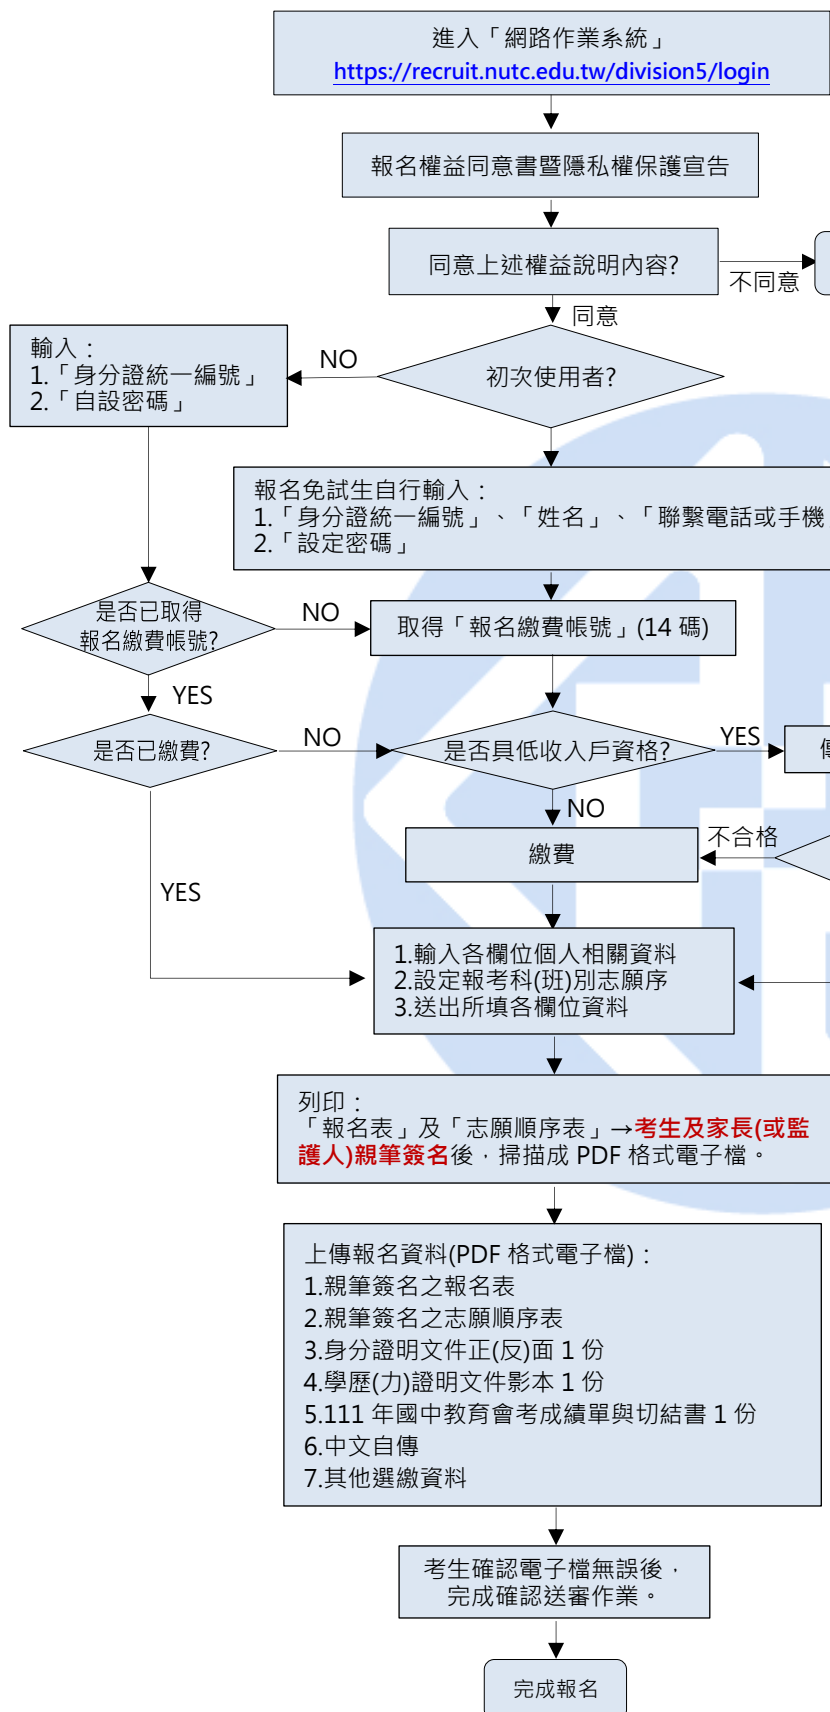 進入「網路作業系統」
https://recruit.nutc.edu.tw/division5/login
報名權益同意書暨隱私權保護宣告
同意上述權益說明內容?
不同意
同意
初次使用者?
NO
輸入：
1.「身分證統一編號」
2.「自設密碼」
報名免試生自行輸入：
1.「身分證統一編號」、「姓名」、「聯繫電話或手機
2.「設定密碼」
是否已取得
報名繳費帳號?
NO
取得「報名繳費帳號」(14 碼)
YES
是否已繳費?
NO
是否具低收入戶資格?
YES
NO
繳費
不合格
YES
1.輸入各欄位個人相關資料
2.設定報考科(班)別志願序
3.送出所填各欄位資料
列印：
「報名表」及「志願順序表」→考生及家長(或監
護人)親筆簽名後，掃描成 PDF 格式電子檔。
上傳報名資料(PDF 格式電子檔)：
1.親筆簽名之報名表
2.親筆簽名之志願順序表
3.身分證明文件正(反)面 1 份
4.學歷(力)證明文件影本 1 份
5.111 年國中教育會考成績單與切結書 1 份
6.中文自傳
7.其他選繳資料
考生確認電子檔無誤後，
完成確認送審作業。
完成報名